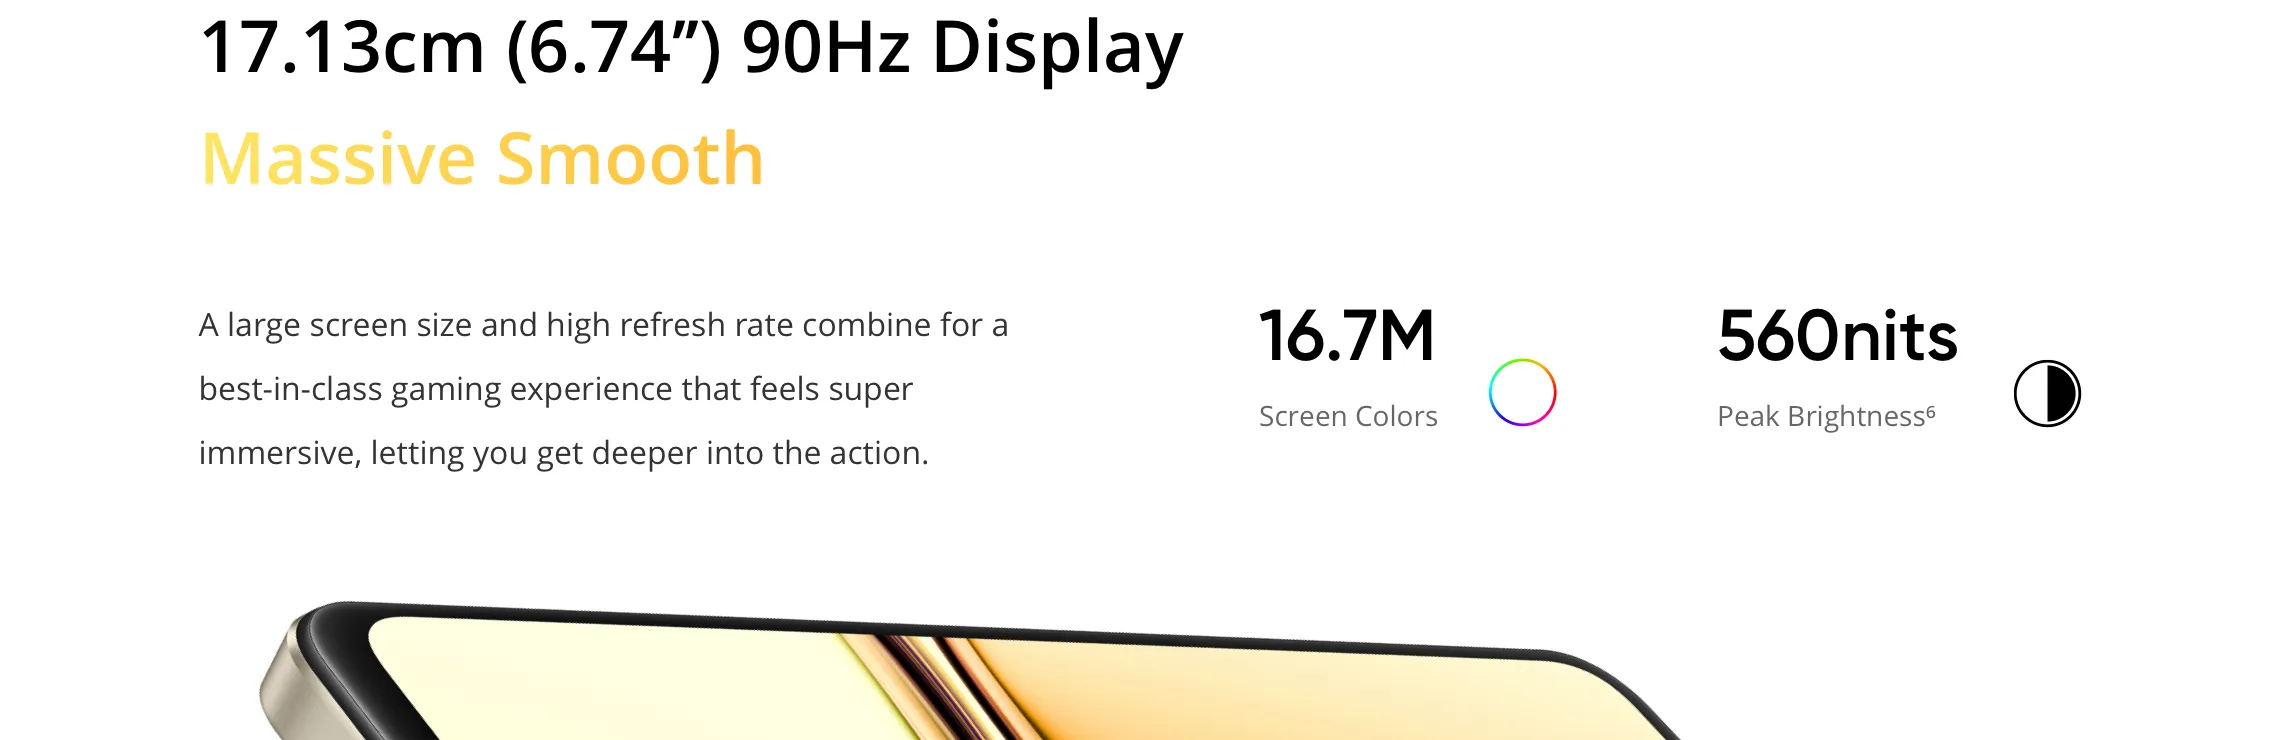 17.13cm (6.74”) 90Hz Display
Massive Smooth
A large screen size and high refresh rate combine for a
best-in-class gaming experience that feels super
immersive, letting you get deeper into the action.
16.7M
Screen Colors
560nits
Peak Brightness⁶